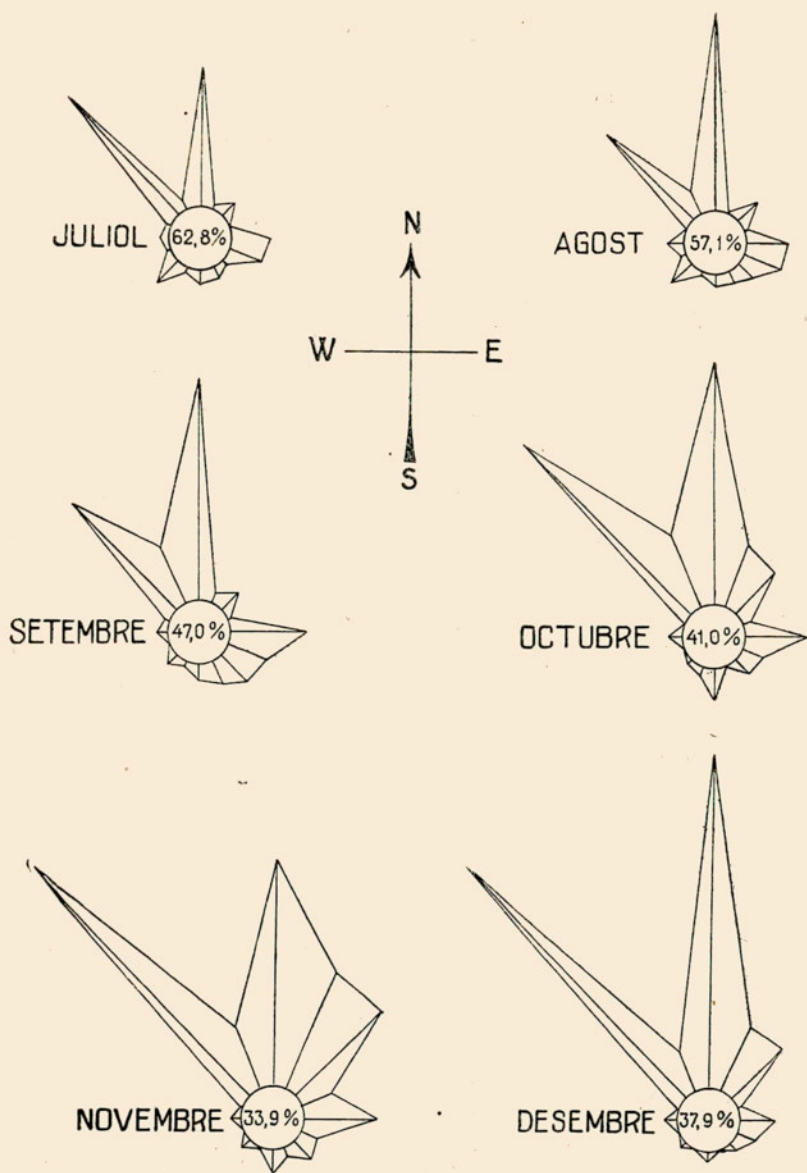 JULIOL 62,8%
AGOST 57,1%
N
W E
S
SETEMBRE 47,0%
OCTUBRE 41,0%
NOVEMBRE 33,9%
DESEMBRE 37,9%